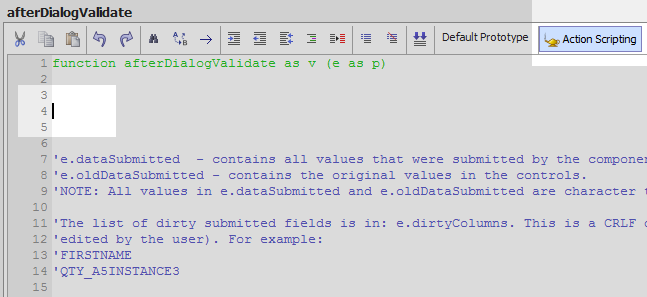 afterDialogValidate
Default Prototype
Action Scripting
1 function afterDialogValidate as v (e as p)
2
3
4
5
6
7 'e.dataSubmitted - contains all values that were submitted by the compone
8 'e.oldDataSubmitted - contains the original values in the controls.
9 'NOTE: All values in e.dataSubmitted and e.oldDataSubmitted are character
10
11 'The list of dirty submitted fields is in: e.dirtyColumns. This is a CRLF
12 'edited by the user). For example:
13 'FIRSTNAME
14 'QTY_A5INSTANCE3
15